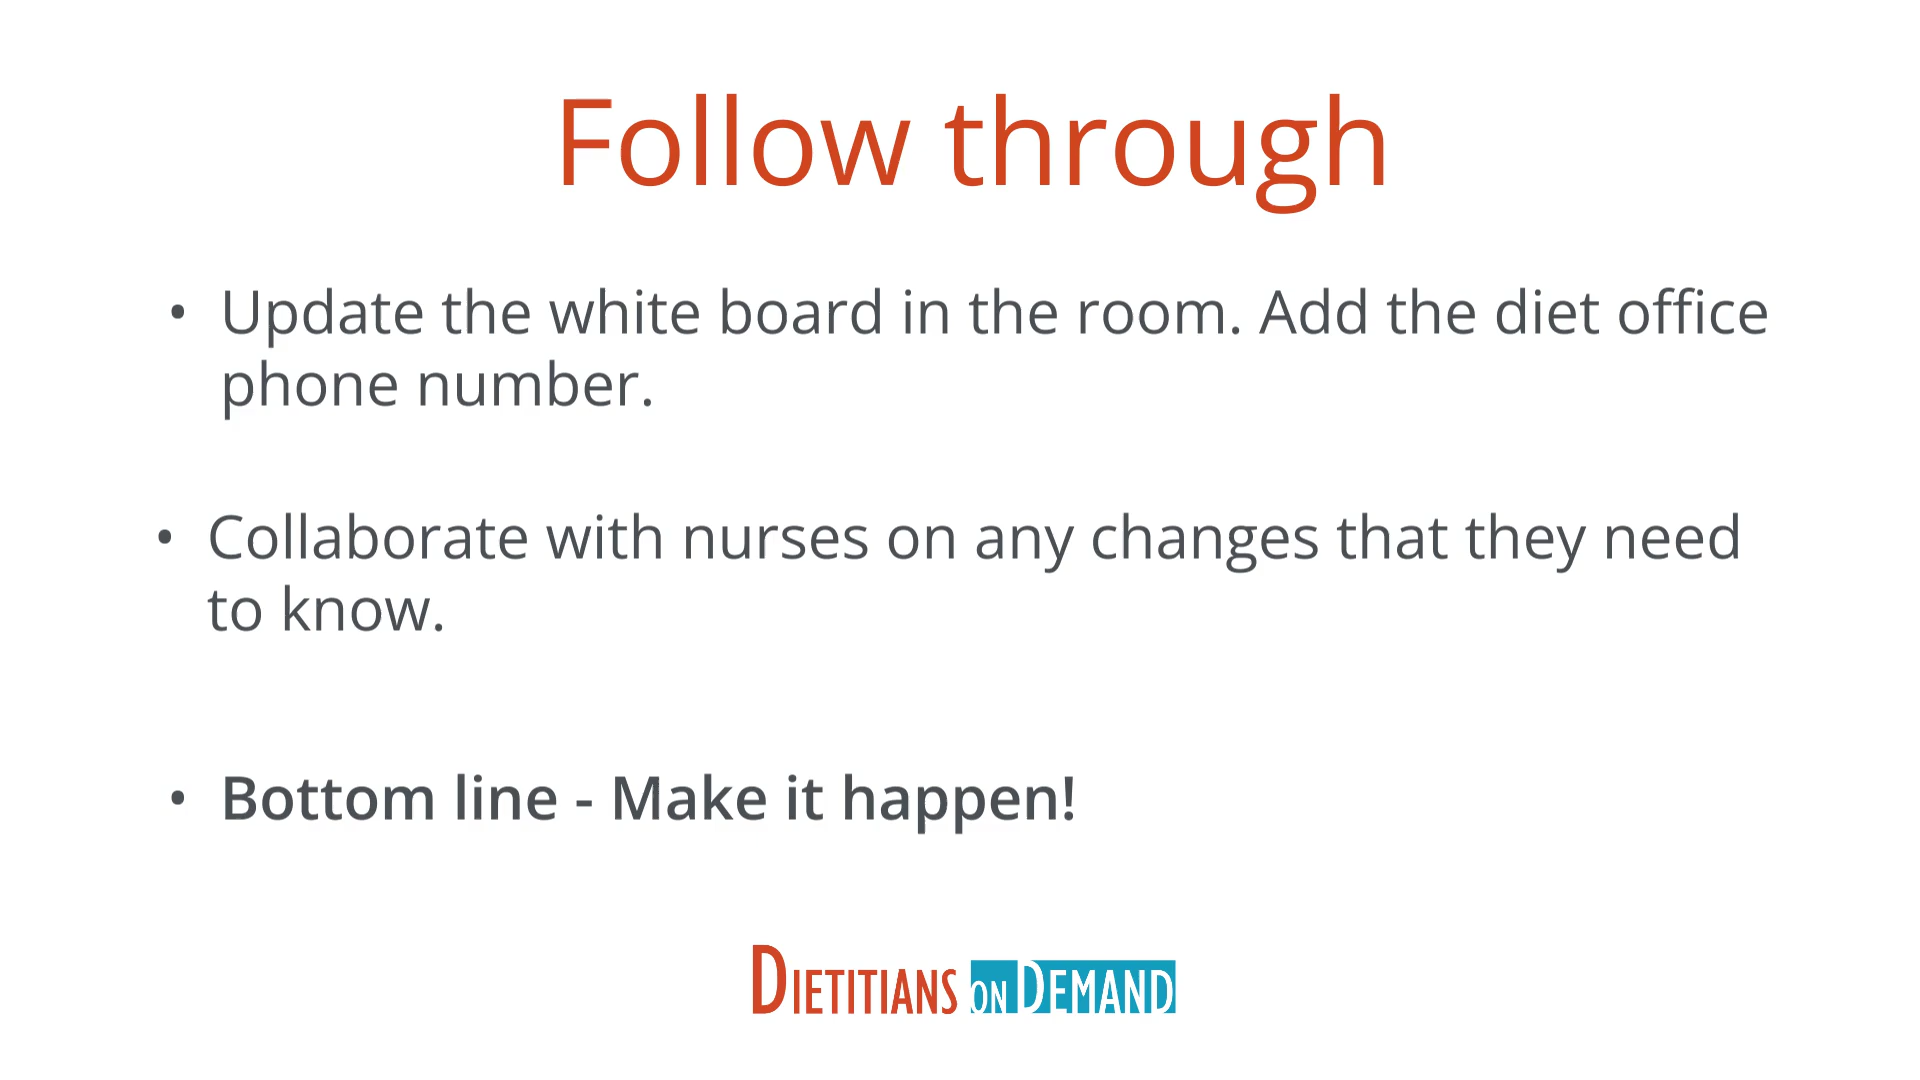 Follow through
• Update the white board in the room. Add the diet office
phone number.
• Collaborate with nurses on any changes that they need
to know.
• Bottom line - Make it happen!
DIETITIANS ON DEMAND